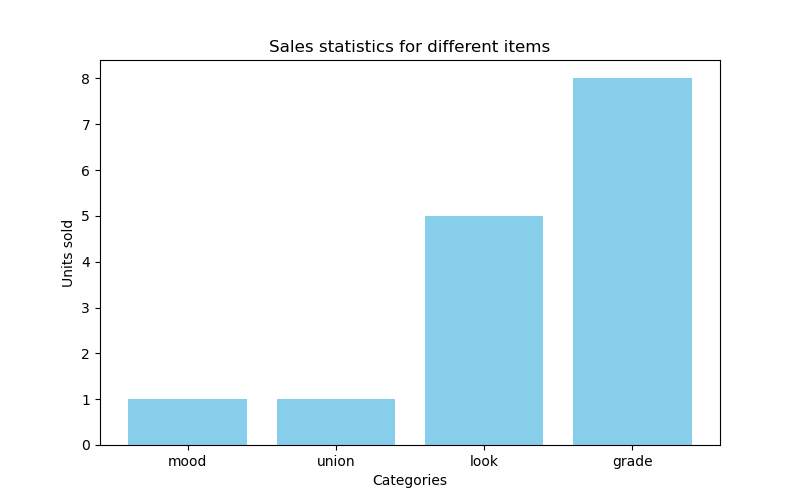 Sales statistics for different items
Units sold
8
7
6
5
4
3
2
1
0
mood union look grade
Categories